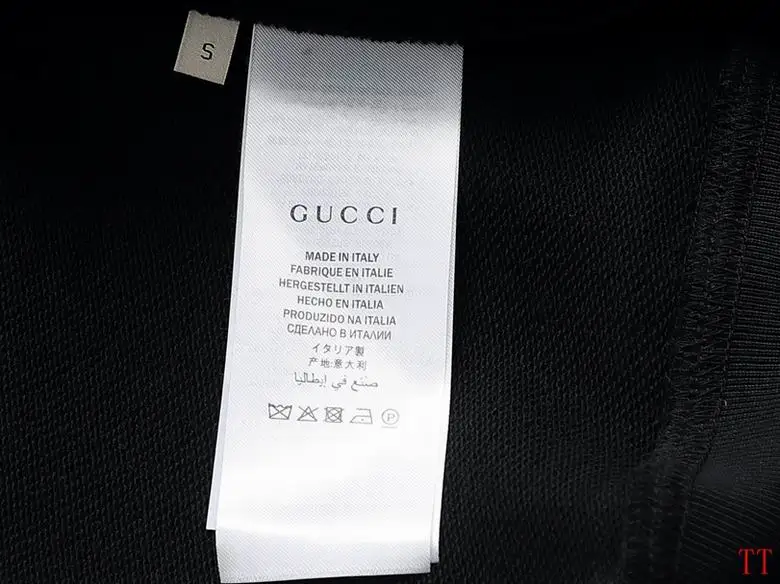 S
GUCCI
MADE IN ITALY
FABRIQUE EN ITALIE
HERGESTELLT IN ITALIEN
HECHO EN ITALIA
PRODUZIDO NA ITALIA
СДЕЛАНО В ИТАЛИИ
イタリア製
产地:意大利
صنع في إيطاليا
P
TT